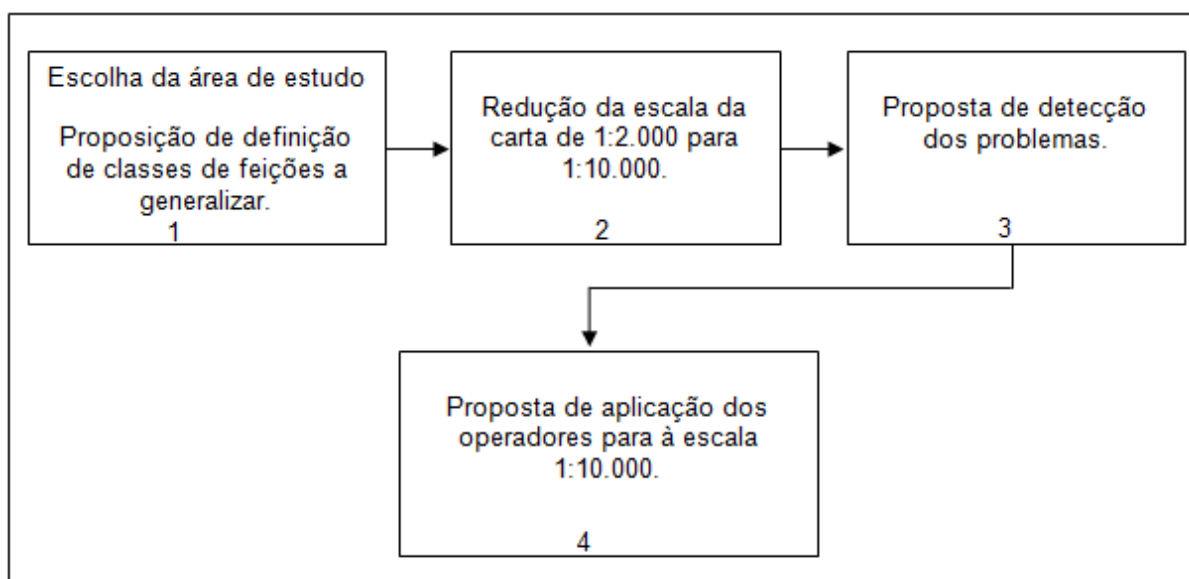 Escolha da área de estudo
Proposição de definição
de classes de feições a
generalizar.
1
Redução da escala da
carta de 1:2.000 para
1:10.000.
2
Proposta de detecção
dos problemas.
3
Proposta de aplicação dos
operadores para à escala
1:10.000.
4